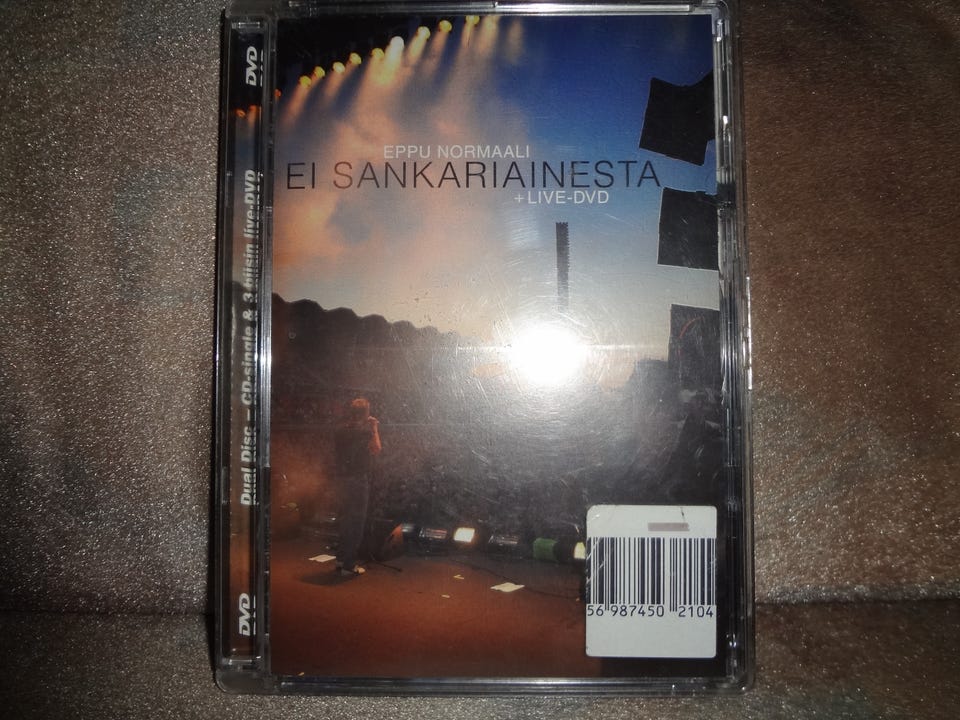 EPPU NORMAALI
EI SANKARIAINESTA
+LIVE-DVD
DVD
Dual Disc – CD-single & 3 biisin live-DVD
DVD
56 987450 2104